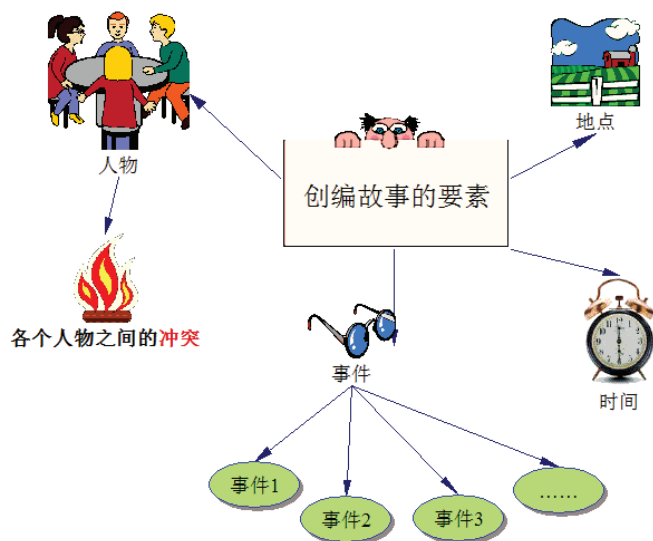 地点
人物
创编故事的要素
各个人物之间的冲突
事件
时间
事件1
事件2
事件3
……